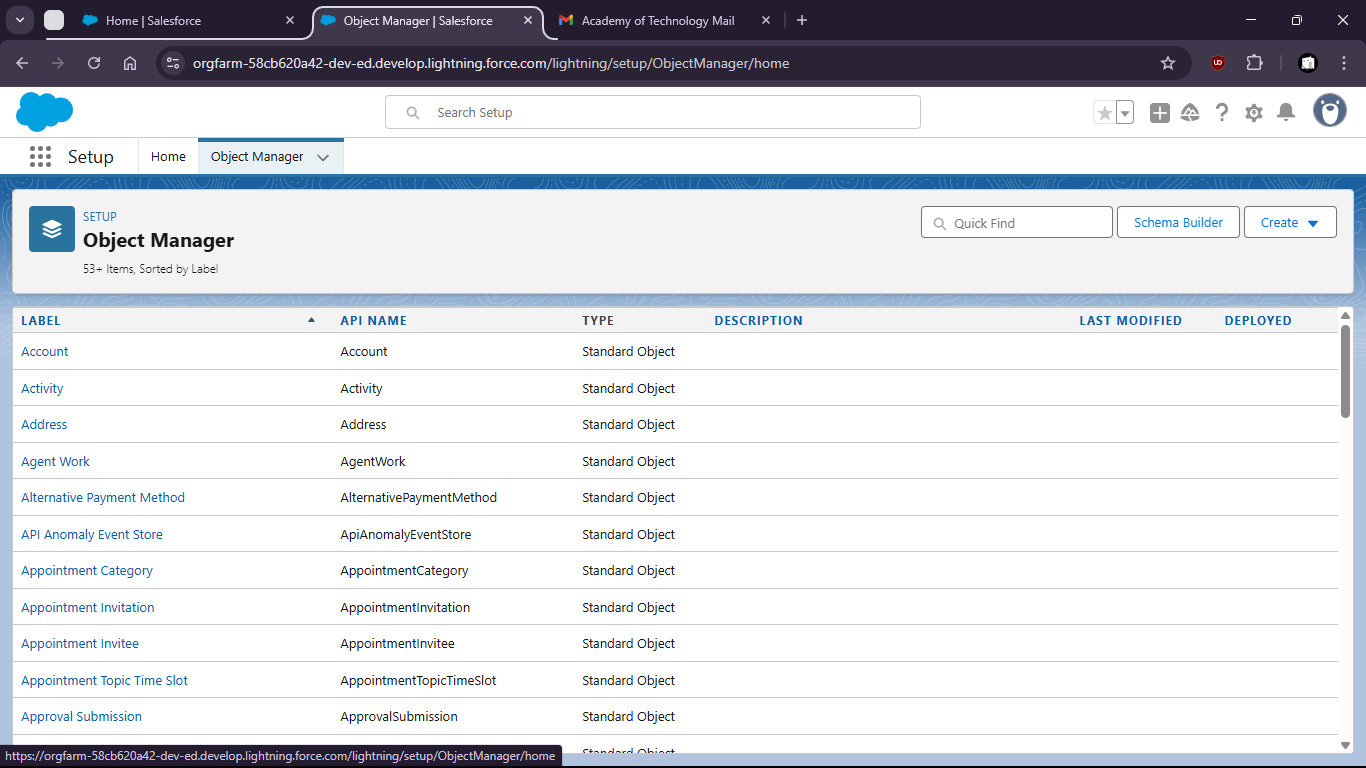 Home | Salesforce
Object Manager | Salesforce
Academy of Technology Mail
orgfarm-58cb620a42-dev-ed.develop.lightning.force.com/lightning/setup/ObjectManager/home
Search Setup
Setup
Home
Object Manager
SETUP
Object Manager
53+ Items, Sorted by Label
Quick Find
Schema Builder
Create
LABEL API NAME TYPE DESCRIPTION LAST MODIFIED DEPLOYED
Account Account Standard Object
Activity Activity Standard Object
Address Address Standard Object
Agent Work AgentWork Standard Object
Alternative Payment Method AlternativePaymentMethod Standard Object
API Anomaly Event Store ApiAnomalyEventStore Standard Object
Appointment Category AppointmentCategory Standard Object
Appointment Invitation AppointmentInvitation Standard Object
Appointment Invitee AppointmentInvitee Standard Object
Appointment Topic Time Slot AppointmentTopicTimeSlot Standard Object
Approval Submission ApprovalSubmission Standard Object
Standard Object
https://orgfarm-58cb620a42-dev-ed.develop.lightning.force.com/lightning/setup/ObjectManager/home